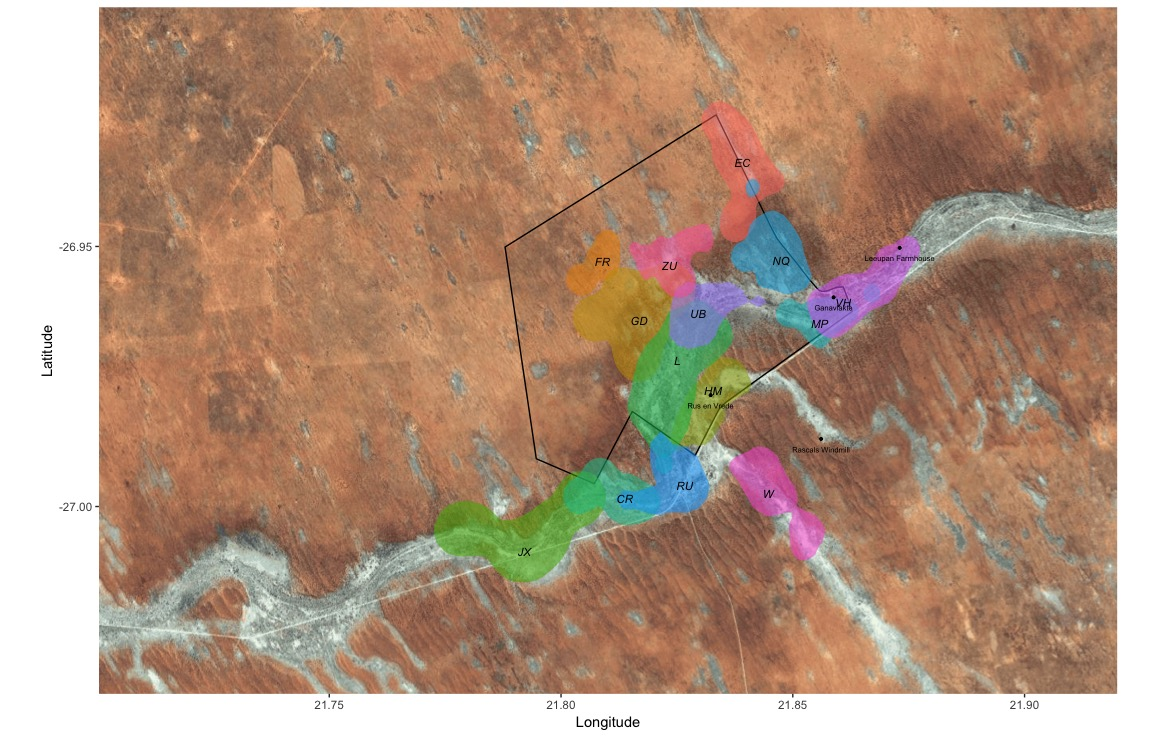 EC
-26.95
Leeupan Farmhouse
FR
ZU
NQ
VH
Ganavlakte
UB
GD
MP
L
HM
Rus en Vrede
Rascals Windmill
RU
W
CR
-27.00
JX
Latitude
21.75
21.80
21.85
21.90
Longitude